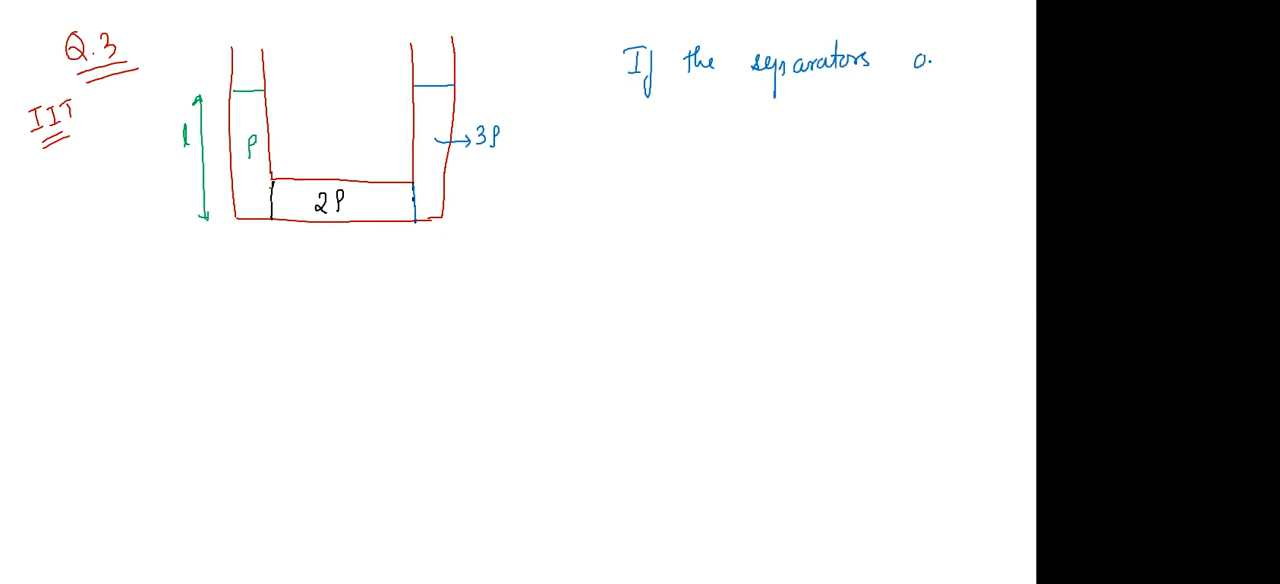 Q.3
IIT
l
ρ
2ρ
3ρ
If the separators